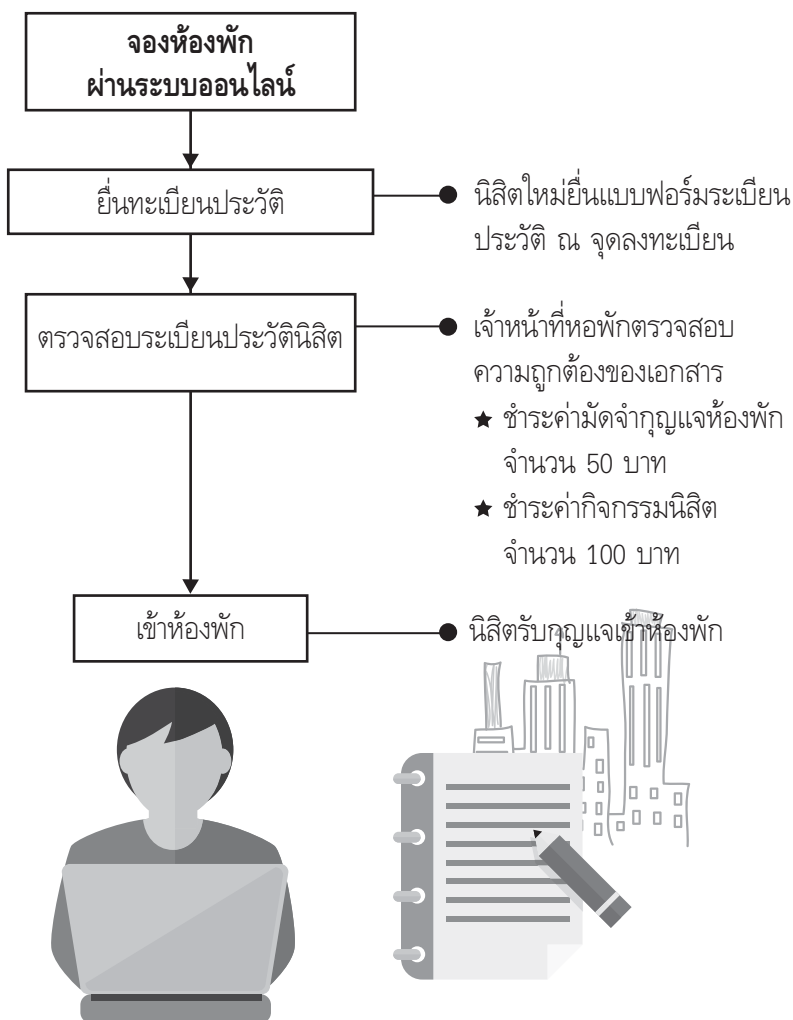 จองห้องพัก
ผ่านระบบออนไลน์
ยื่นทะเบียนประวัติ
นิสิตใหม่ยื่นแบบฟอร์มระเบียน
ประวัติ ณ จุดลงทะเบียน
ตรวจสอบระเบียนประวัตินิสิต
เจ้าหน้าที่หอพักตรวจสอบ
ความถูกต้องของเอกสาร
★ ชำระค่ามัดจำกุญแจห้องพัก
จำนวน 50 บาท
★ ชำระค่ากิจกรรมนิสิต
จำนวน 100 บาท
เข้าห้องพัก
นิสิตรับกุญแจเข้าห้องพัก